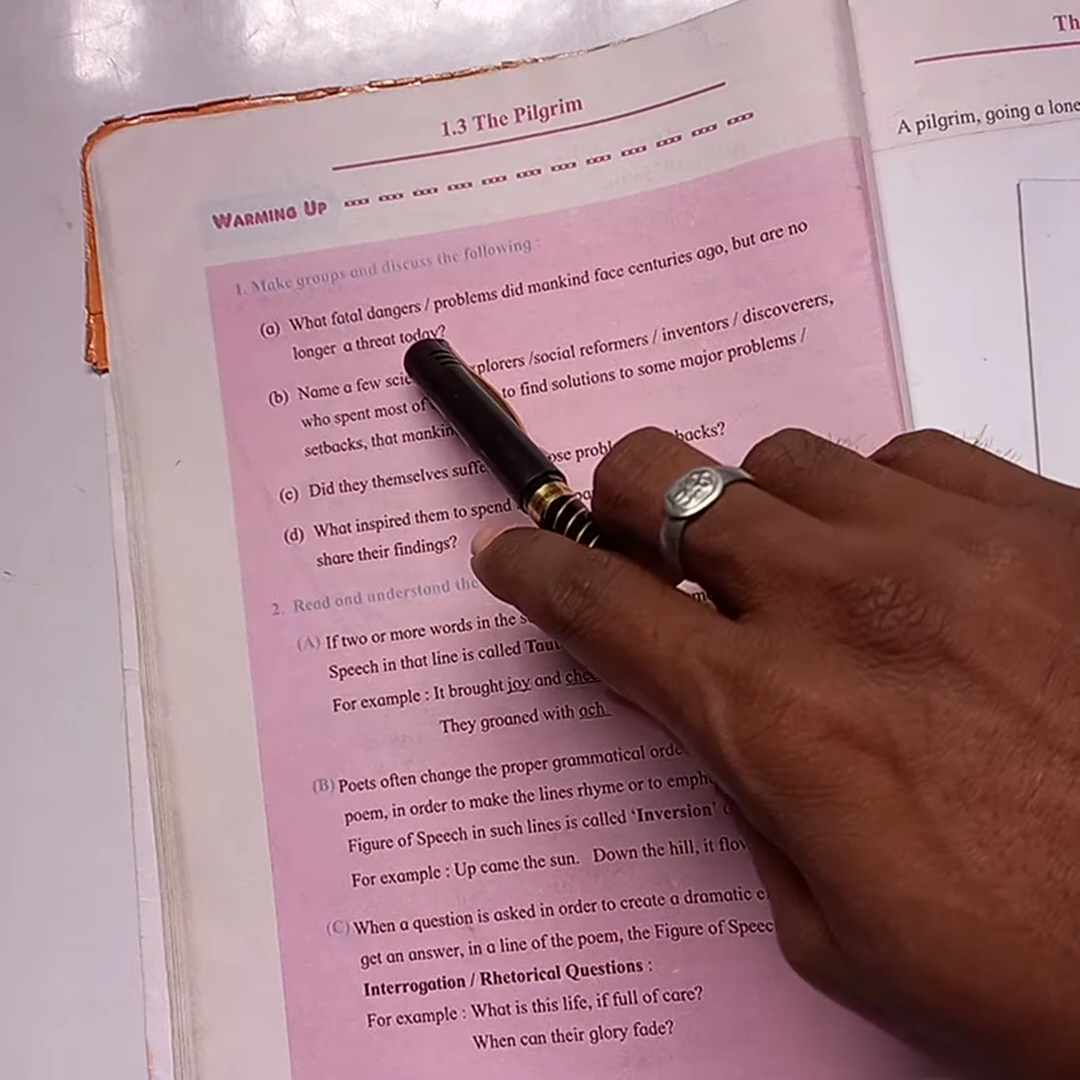 1.3 The Pilgrim
Th
A pilgrim, going a lone
WARMING UP
1. Make groups and discuss the following :
(a) What fatal dangers / problems did mankind face centuries ago, but are no
longer a threat today?
(b) Name a few scie plorers /social reformers / inventors / discoverers,
who spent most of to find solutions to some major problems /
setbacks, that mankin
(c) Did they themselves suffe ose probl backs?
(d) What inspired them to spend
share their findings?
2. Read and understand the
(A) If two or more words in the s
Speech in that line is called Taut
For example : It brought joy and chee
They groaned with ach
(B) Poets often change the proper grammatical orde
poem, in order to make the lines rhyme or to emph
Figure of Speech in such lines is called ‘Inversion’
For example : Up came the sun. Down the hill, it flow
(C) When a question is asked in order to create a dramatic e
get an answer, in a line of the poem, the Figure of Speec
Interrogation / Rhetorical Questions :
For example : What is this life, if full of care?
When can their glory fade?